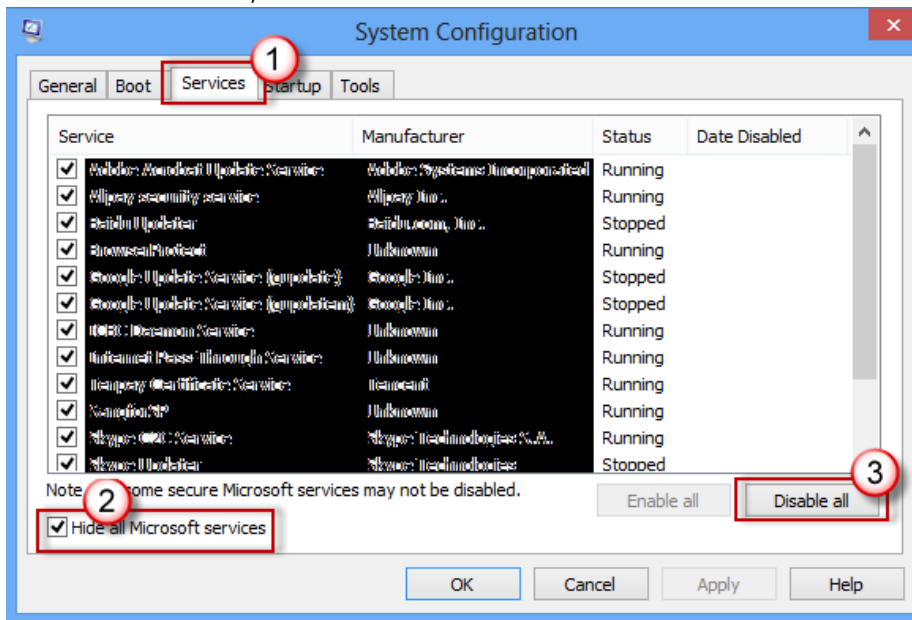 System Configuration
1
General Boot Services Startup Tools
Service Manufacturer Status Date Disabled
Adobe Acrobat Update Service Adobe Systems Incorporated Running
Alipay security service Alipay Inc. Running
Baidu Updater Baidu.com, Inc. Stopped
BrowserProtect Unknown Running
Google Update Service (gupdate) Google Inc. Stopped
Google Update Service (gupdatem) Google Inc. Stopped
ICBC Daemon Service Unknown Running
Internet Pass-Through Service Unknown Running
Tenpay Certificate Service Tencent Running
SangforSP Unknown Running
Skype C2C Service Skype Technologies S.A. Running
Skype Updater Skype Technologies Stopped
Note some secure Microsoft services may not be disabled.
Enable all Disable all
3
2
Hide all Microsoft services
OK Cancel Apply Help